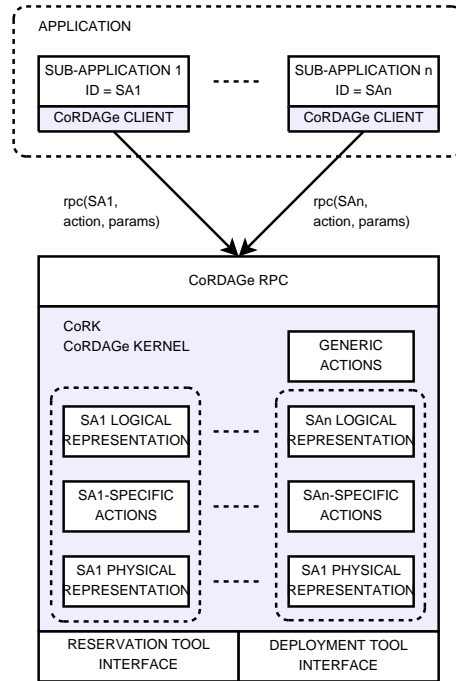 APPLICATION
SUB-APPLICATION 1
ID = SA1
CoRDAGe CLIENT
SUB-APPLICATION n
ID = SAn
CoRDAGe CLIENT
rpc(SA1,
action, params)
rpc(SAn,
action, params)
CoRDAGe RPC
CoRK
CoRDAGe KERNEL
GENERIC
ACTIONS
SA1 LOGICAL
REPRESENTATION
SAn LOGICAL
REPRESENTATION
SA1-SPECIFIC
ACTIONS
SAn-SPECIFIC
ACTIONS
SA1 PHYSICAL
REPRESENTATION
SA1 PHYSICAL
REPRESENTATION
RESERVATION TOOL
INTERFACE
DEPLOYMENT TOOL
INTERFACE